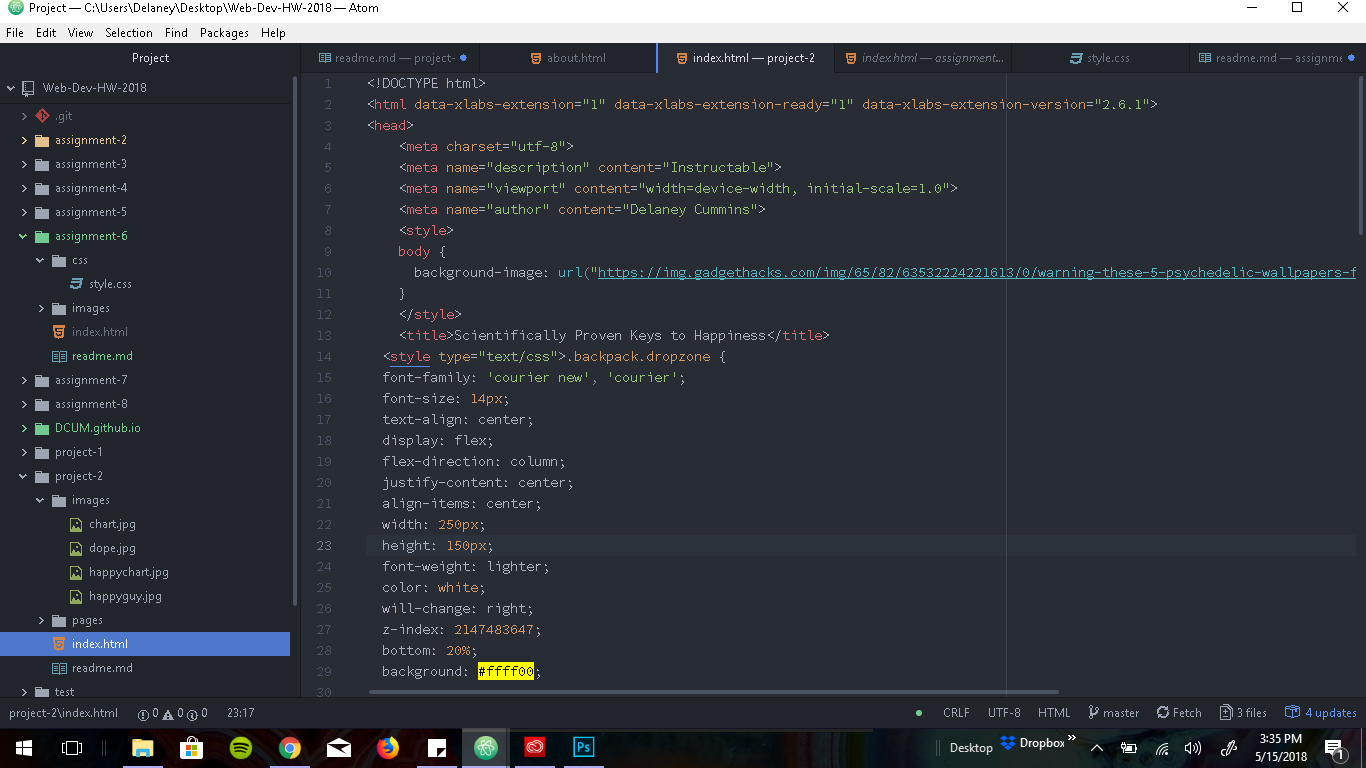 Project — C:\Users\Delaney\Desktop\Web-Dev-HW-2018 — Atom
File Edit View Selection Find Packages Help
Project
readme.md — project-
about.html
index.html — project-2
index.html — assignment...
style.css
readme.md — assignme
Web-Dev-HW-2018
.git
assignment-2
assignment-3
assignment-4
assignment-5
assignment-6
css
style.css
images
index.html
readme.md
assignment-7
assignment-8
DCUM.github.io
project-1
project-2
images
chart.jpg
dope.jpg
happychart.jpg
happyguy.jpg
pages
index.html
readme.md
test
1 <!DOCTYPE html>
2 <html data-xlabs-extension="1" data-xlabs-extension-ready="1" data-xlabs-extension-version="2.6.1">
3 <head>
4 <meta charset="utf-8">
5 <meta name="description" content="Instructable">
6 <meta name="viewport" content="width=device-width, initial-scale=1.0">
7 <meta name="author" content="Delaney Cummins">
8 <style>
9 body {
10 background-image: url("https://img.gadgethacks.com/img/65/82/63532224221613/0/warning-these-5-psychedelic-wallpapers-f
11 }
12 </style>
13 <title>Scientifically Proven Keys to Happiness</title>
14 <style type="text/css">.backpack.dropzone {
15 font-family: 'courier new', 'courier';
16 font-size: 14px;
17 text-align: center;
18 display: flex;
19 flex-direction: column;
20 justify-content: center;
21 align-items: center;
22 width: 250px;
23 height: 150px;
24 font-weight: lighter;
25 color: white;
26 will-change: right;
27 z-index: 2147483647;
28 bottom: 20%;
29 background: #ffff00;
30
project-2\index.html 0 0 0 23:17 CRLF UTF-8 HTML master Fetch 3 files 4 updates
Ps
Desktop Dropbox »
3:35 PM
5/15/2018
1